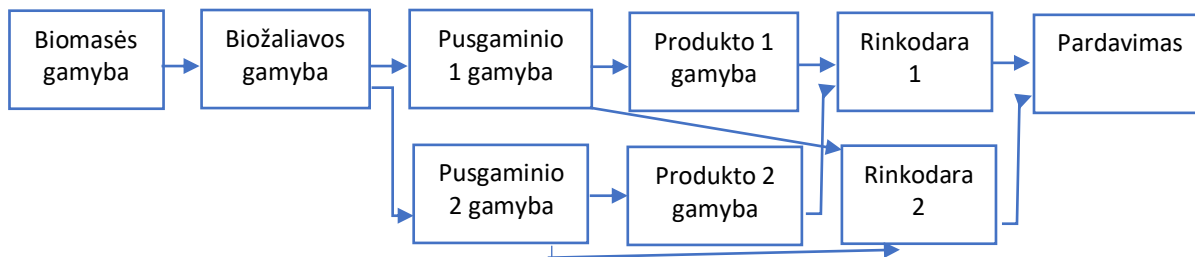 Biomasės
gamyba
Biožaliavos
gamyba
Pusgaminio
1 gamyba
Produkto 1
gamyba
Rinkodara
1
Pardavimas
Pusgaminio
2 gamyba
Produkto 2
gamyba
Rinkodara
2